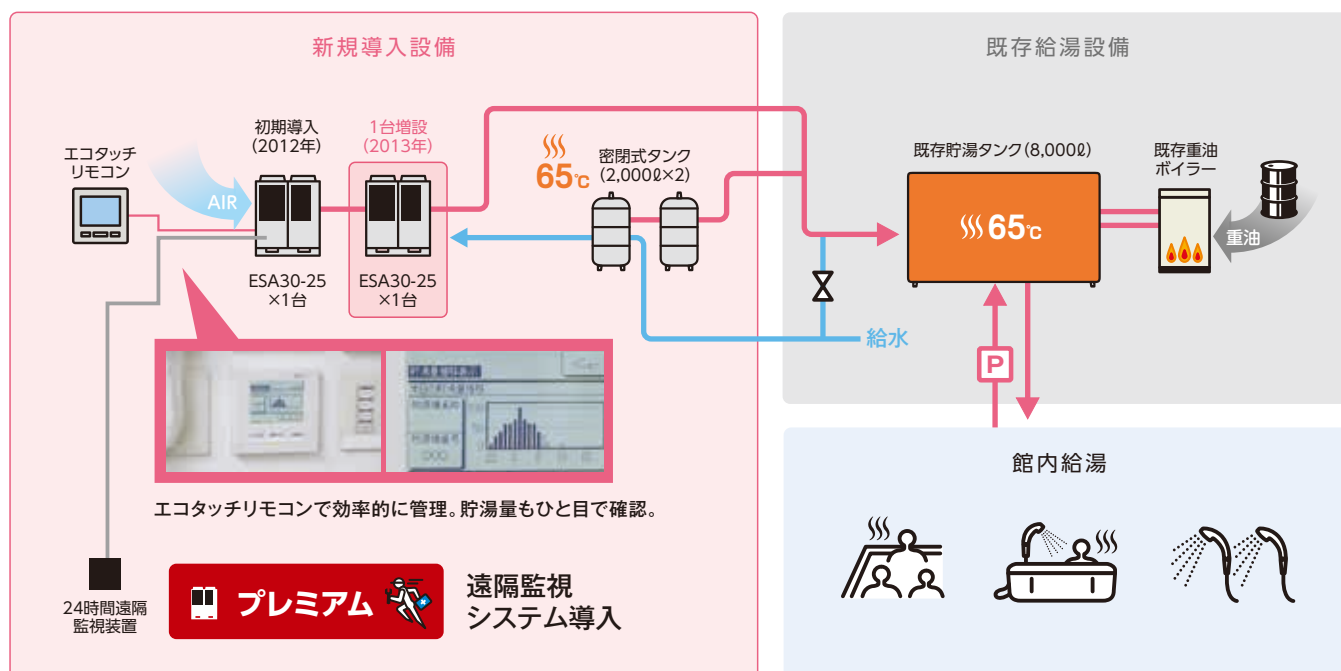 新規導入設備
エコタッチ
リモコン
AIR
初期導入
(2012年)
1台増設
(2013年)
ESA30-25
×1台
ESA30-25
×1台
65℃
密閉式タンク
(2,000ℓ×2)
給水
エコタッチリモコンで効率的に管理。貯湯量もひと目で確認。
24時間遠隔
監視装置
プレミアム
遠隔監視
システム導入
既存給湯設備
既存貯湯タンク(8,000ℓ)
65℃
既存重油
ボイラー
重油
P
館内給湯